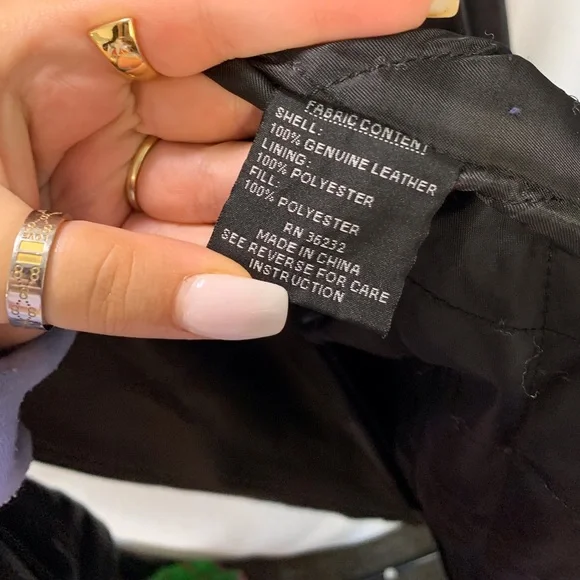 FABRIC CONTENT
SHELL:
100% GENUINE LEATHER
LINING:
100% POLYESTER
FILL:
100% POLYESTER
RN 36232
MADE IN CHINA
SEE REVERSE FOR CARE
INSTRUCTION